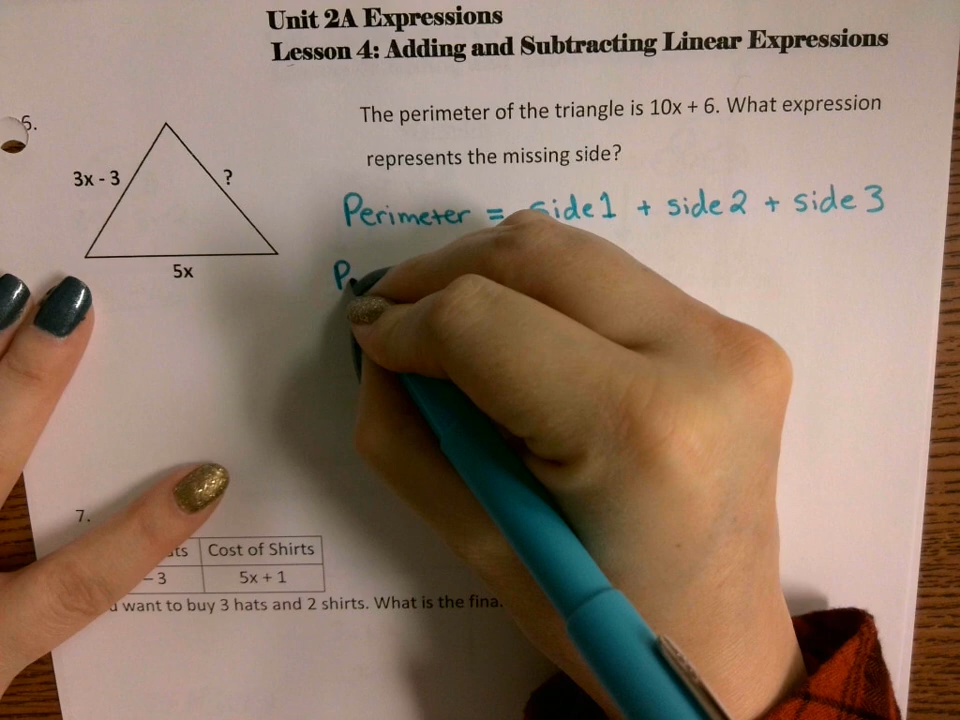 Unit 2A Expressions
Lesson 4: Adding and Subtracting Linear Expressions
6.
The perimeter of the triangle is 10x + 6. What expression
represents the missing side?
3x - 3
?
5x
Perimeter = side 1 + side 2 + side 3
P
7.
Cost of Shirts
– 3
5x + 1
want to buy 3 hats and 2 shirts. What is the